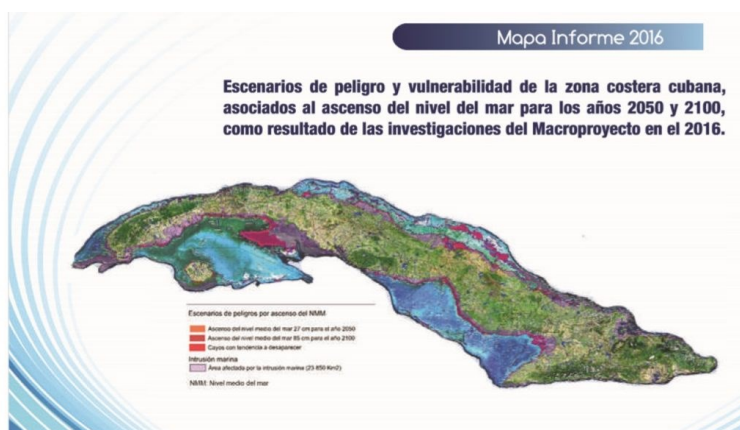 Mapa Informe 2016
Escenarios de peligro y vulnerabilidad de la zona costera cubana,
asociados al ascenso del nivel del mar para los años 2050 y 2100,
como resultado de las investigaciones del Macroproyecto en el 2016.
Escenarios de peligros por ascenso del NMM
Ascenso del nivel medio del mar 27 cm para el año 2050
Ascenso del nivel medio del mar 85 cm para el año 2100
Cayos con tendencia a desaparecer
Intrusión marina
Área afectada por la intrusión marina (23 850 Km2)
NMM: Nivel medio del mar